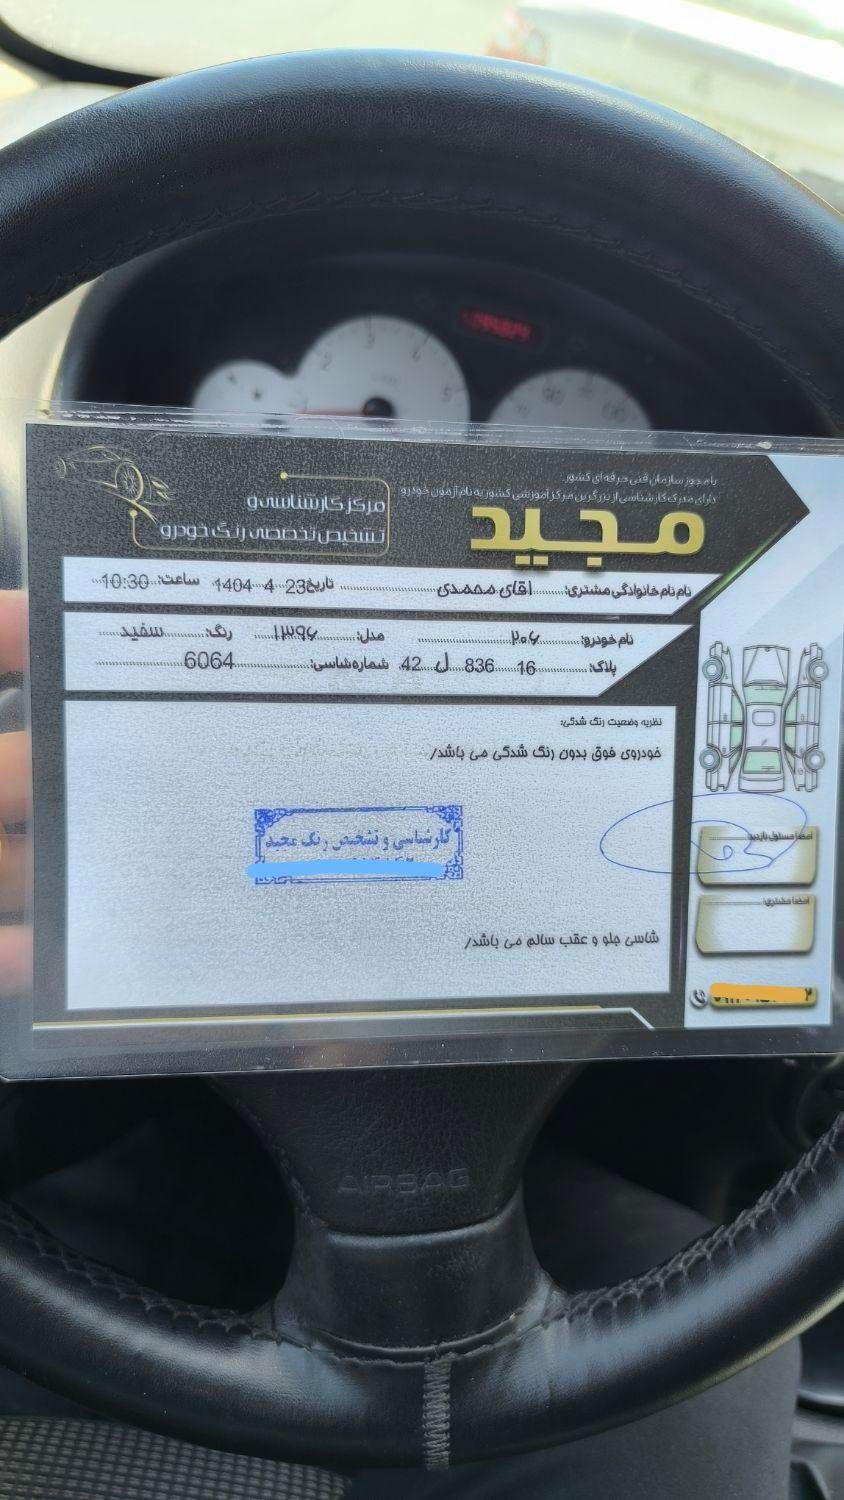 با مجوز سازمان فنی حرفه ای کشور
دارای مدرک کارشناسی از بزرگترین مرکز آموزشی کشور به نام آزمون خودرو
مجید
مرکز کارشناسی و
تشخیص تخصصی رنگ خودرو
نام نام خانوادگی مشتری: اقای محمدی تاریخ: 23 4 1404 ساعت: 10:30
نام خودرو: ۲۰۶ مدل: ۱۳۹۶ رنگ: سفید
پلاک: 16 836 ل 42 شماره شاسی: 6064
نظریه وضعیت رنگ شدگی:
خودروی فوق بدون رنگ شدگی می باشد/
کارشناسی و تشخیص رنگ مجید
شاسی جلو و عقب سالم می باشد/
امضا مسئول بازدید:
امضا مشتری:
AIRBAG